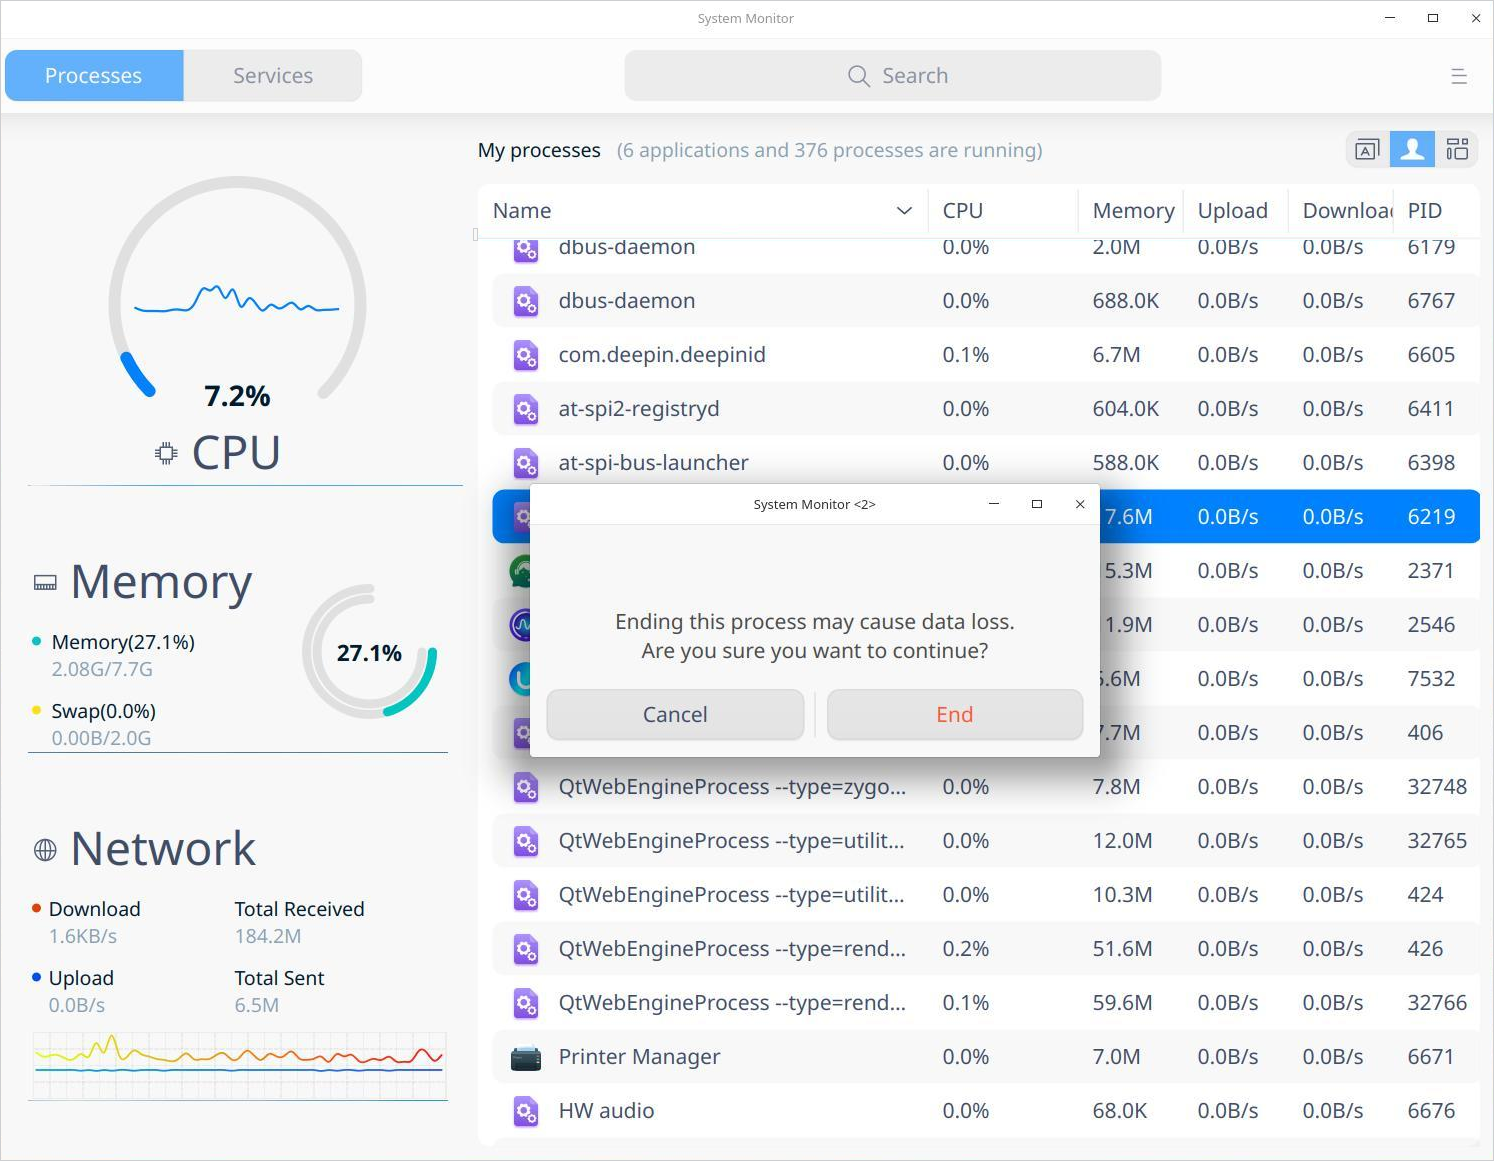 System Monitor
Processes
Services
Search
My processes (6 applications and 376 processes are running)
Name CPU Memory Upload Download PID
dbus-daemon 0.0% 2.0M 0.0B/s 0.0B/s 6179
dbus-daemon 0.0% 688.0K 0.0B/s 0.0B/s 6767
com.deepin.deepinid 0.1% 6.7M 0.0B/s 0.0B/s 6605
at-spi2-registryd 0.0% 604.0K 0.0B/s 0.0B/s 6411
at-spi-bus-launcher 0.0% 588.0K 0.0B/s 0.0B/s 6398
7.6M 0.0B/s 0.0B/s 6219
5.3M 0.0B/s 0.0B/s 2371
1.9M 0.0B/s 0.0B/s 2546
.6M 0.0B/s 0.0B/s 7532
7.7M 0.0B/s 0.0B/s 406
QtWebEngineProcess --type=zygo... 0.0% 7.8M 0.0B/s 0.0B/s 32748
QtWebEngineProcess --type=utilit... 0.0% 12.0M 0.0B/s 0.0B/s 32765
QtWebEngineProcess --type=utilit... 0.0% 10.3M 0.0B/s 0.0B/s 424
QtWebEngineProcess --type=rend... 0.2% 51.6M 0.0B/s 0.0B/s 426
QtWebEngineProcess --type=rend... 0.1% 59.6M 0.0B/s 0.0B/s 32766
Printer Manager 0.0% 7.0M 0.0B/s 0.0B/s 6671
HW audio 0.0% 68.0K 0.0B/s 0.0B/s 6676
7.2%
CPU
Memory
Memory(27.1%)
2.08G/7.7G
27.1%
Swap(0.0%)
0.00B/2.0G
Network
Download Total Received
1.6KB/s 184.2M
Upload Total Sent
0.0B/s 6.5M
System Monitor <2>
Ending this process may cause data loss.
Are you sure you want to continue?
Cancel
End